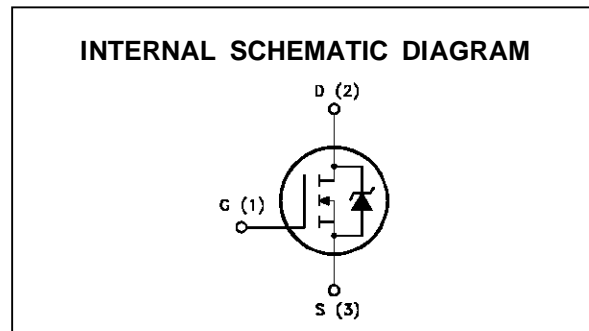 INTERNAL SCHEMATIC DIAGRAM
D (2)
G (1)
S (3)